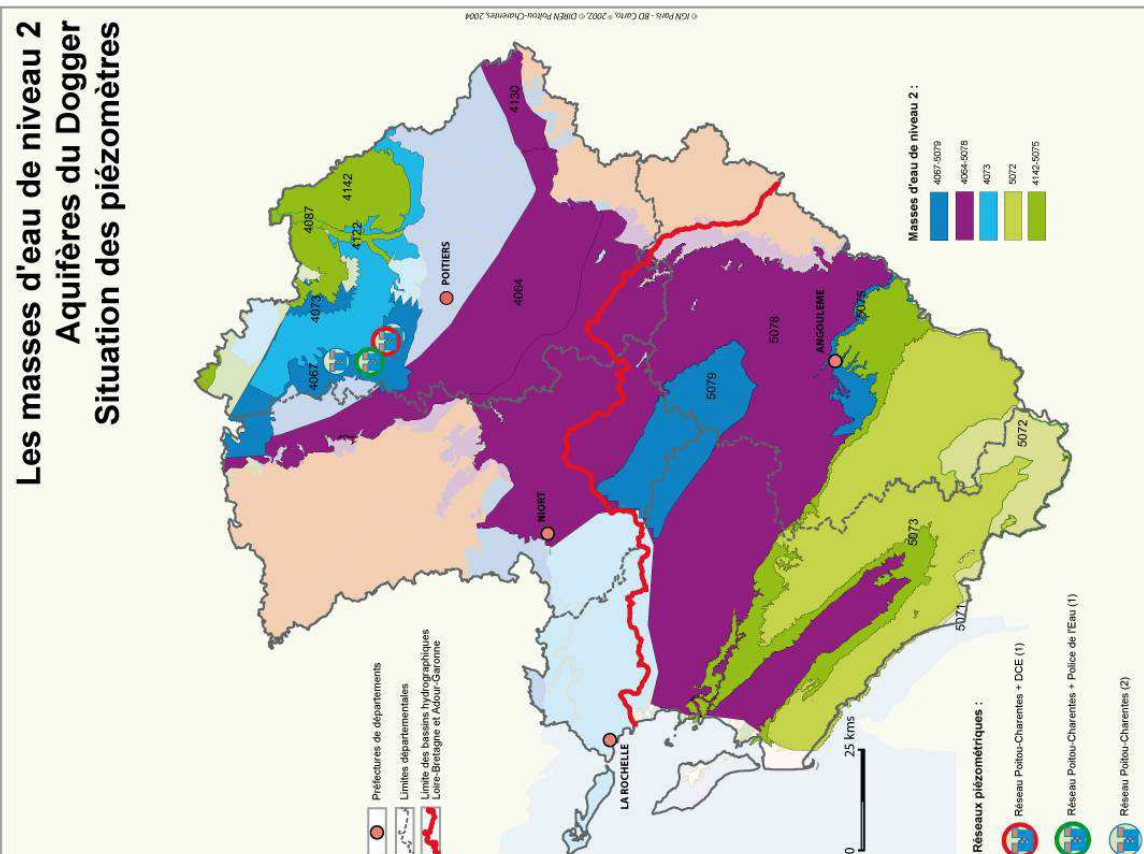 Les masses d'eau de niveau 2
Aquifères du Dogger
Situation des piézomètres
© IGN Paris - BD Carto, ® 2002, © DIREN Poitou-Charentes, 2004
4130
4142
4087
4122
4073
4067
POITIERS
4064
NIORT
5079
5078
ANGOULEME
5075
5072
5073
5071
LA ROCHELLE
Préfectures de départements
Limites départementales
Limite des bassins hydrographiques
Loire-Bretagne et Adour-Garonne
0
25 kms
Masses d'eau de niveau 2 :
4067-5079
4064-5078
4073
5072
4142-5075
Réseaux piézométriques :
Réseau Poitou-Charentes + DCE (1)
Réseau Poitou-Charentes + Police de l'Eau (1)
Réseau Poitou-Charentes (2)